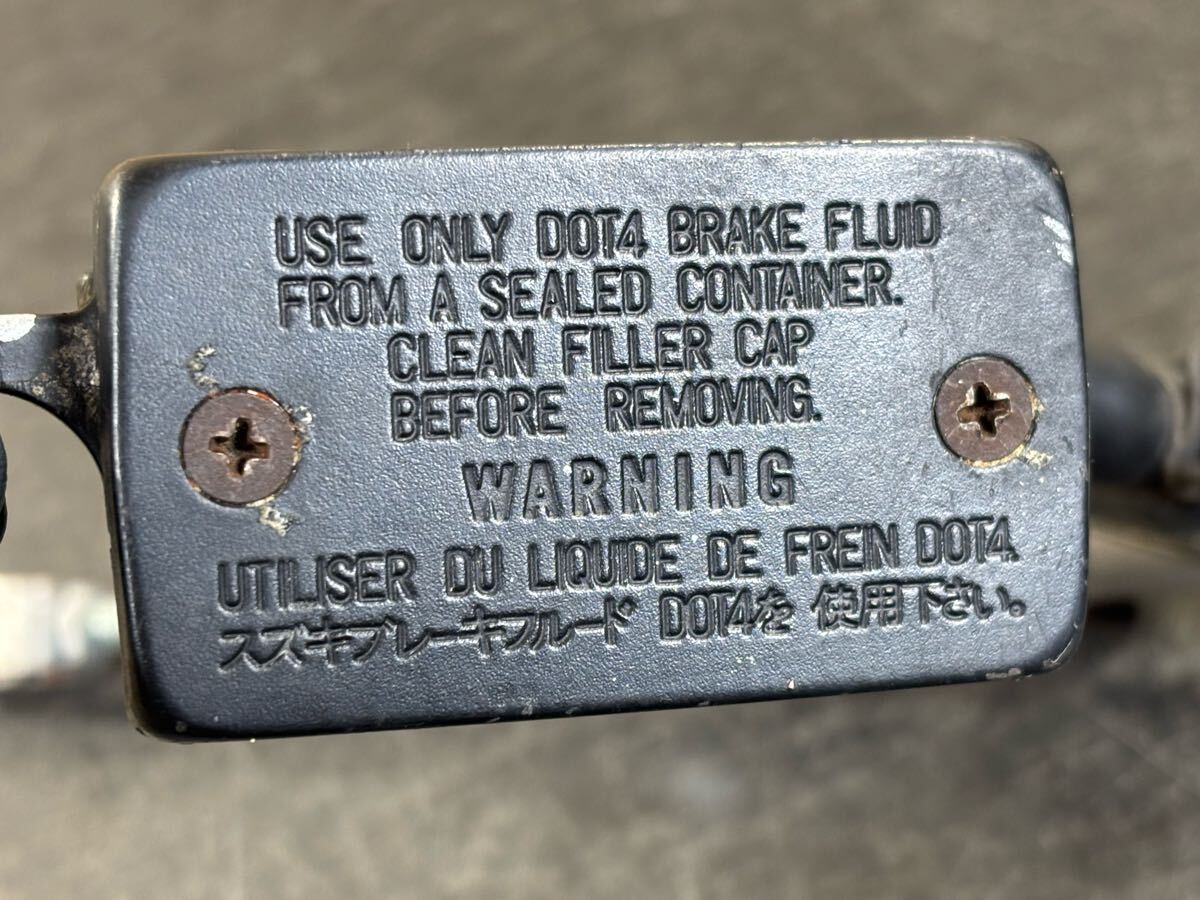 USE ONLY DOT4 BRAKE FLUID
FROM A SEALED CONTAINER.
CLEAN FILLER CAP
BEFORE REMOVING.
WARNING
UTILISER DU LIQUIDE DE FREIN DOT4.
スズキブレーキフルード DOT4を 使用下さい。